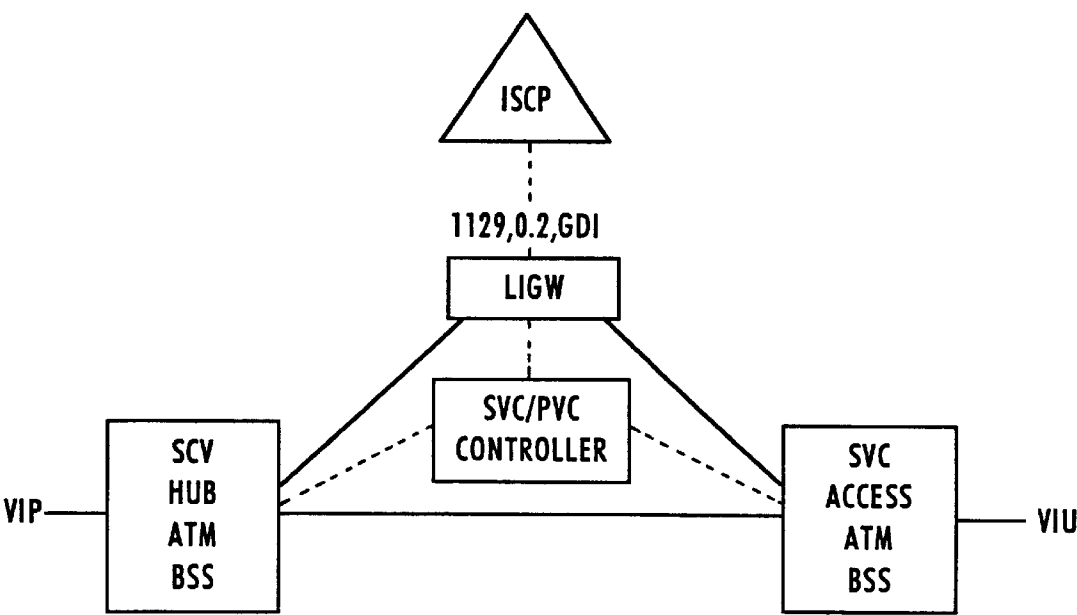 ISCP
1129,0.2,GDI
LIGW
SVC/PVC
CONTROLLER
SCV
HUB
ATM
BSS
SVC
ACCESS
ATM
BSS
VIP
VIU